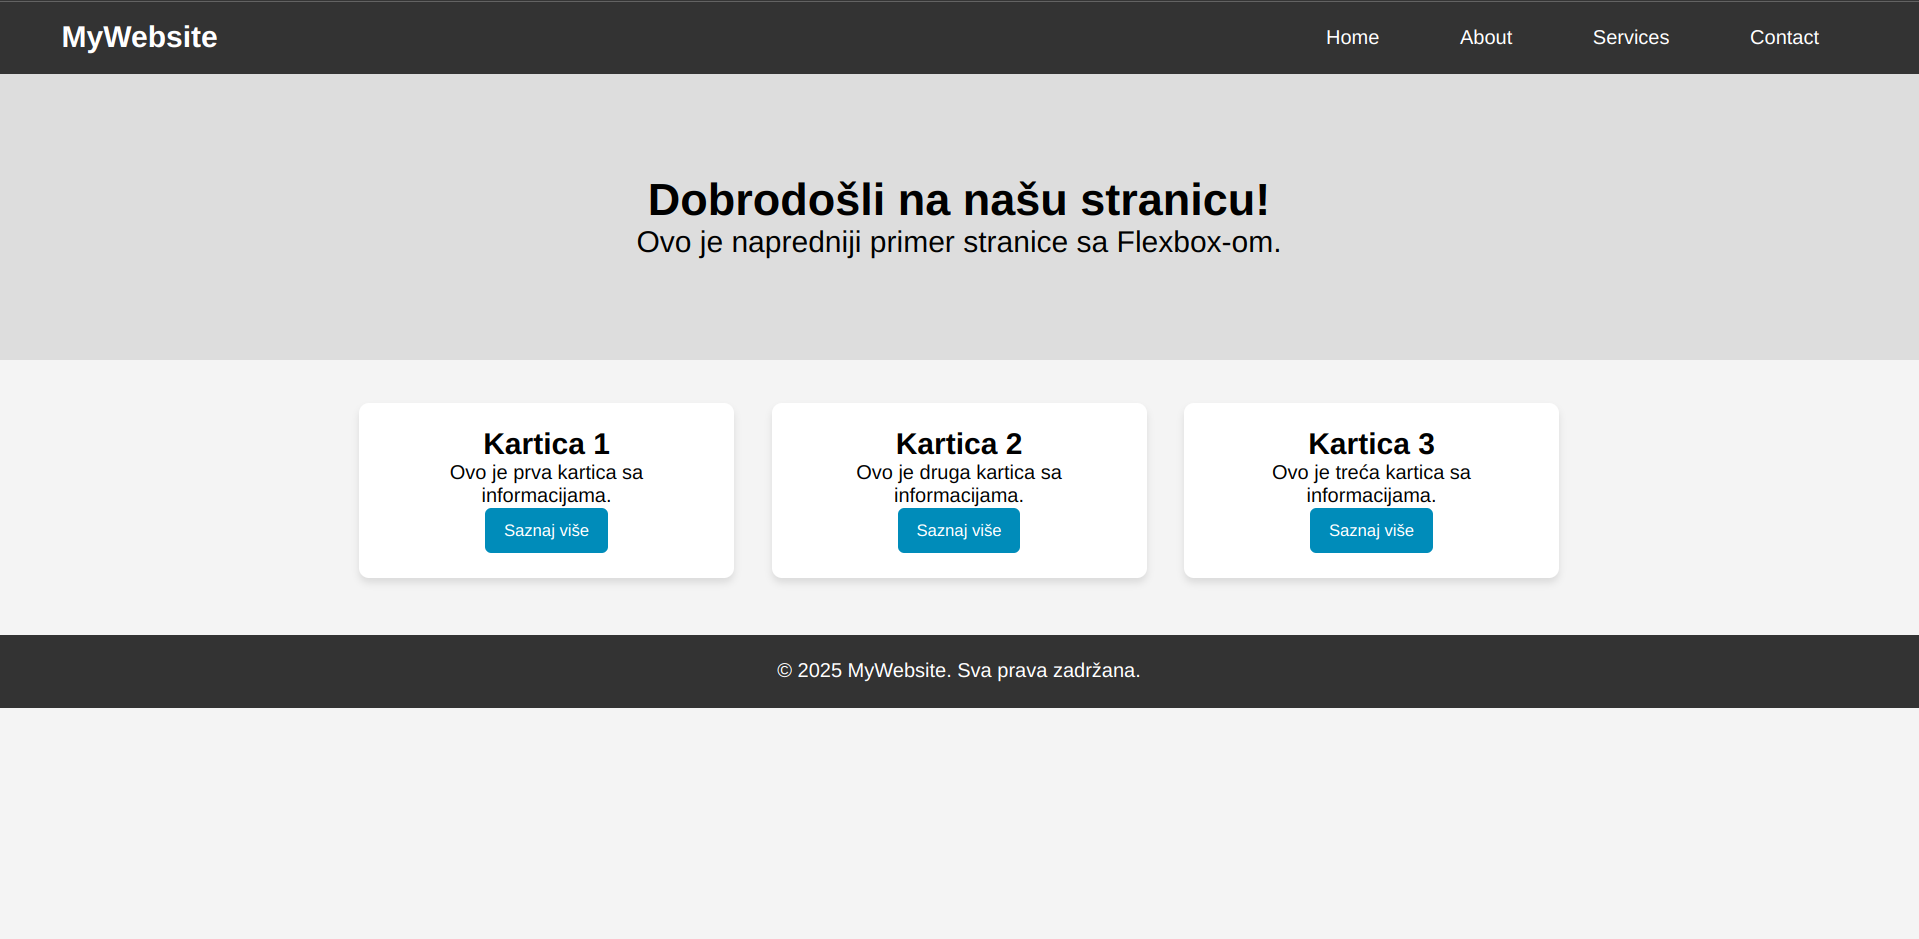 MyWebsite
Home About Services Contact
Dobrodošli na našu stranicu!
Ovo je napredniji primer stranice sa Flexbox-om.
Kartica 1
Ovo je prva kartica sa
informacijama.
Saznaj više
Kartica 2
Ovo je druga kartica sa
informacijama.
Saznaj više
Kartica 3
Ovo je treća kartica sa
informacijama.
Saznaj više
© 2025 MyWebsite. Sva prava zadržana.